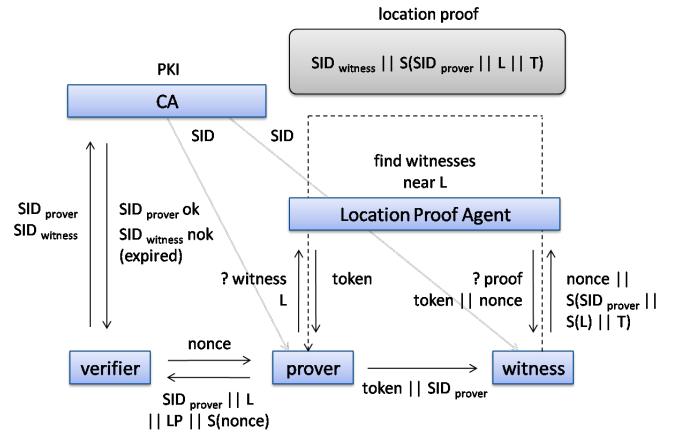 location proof
SID witness || S(SID prover || L || T)
PKI
CA
SID
SID
find witnesses
near L
Location Proof Agent
SID prover
SID witness
SID prover ok
SID witness nok
(expired)
? witness
L
token
? proof
token || nonce
nonce ||
S(SID prover ||
S(L) || T)
verifier
nonce
prover
witness
token || SID prover
SID prover || L
|| LP || S(nonce)